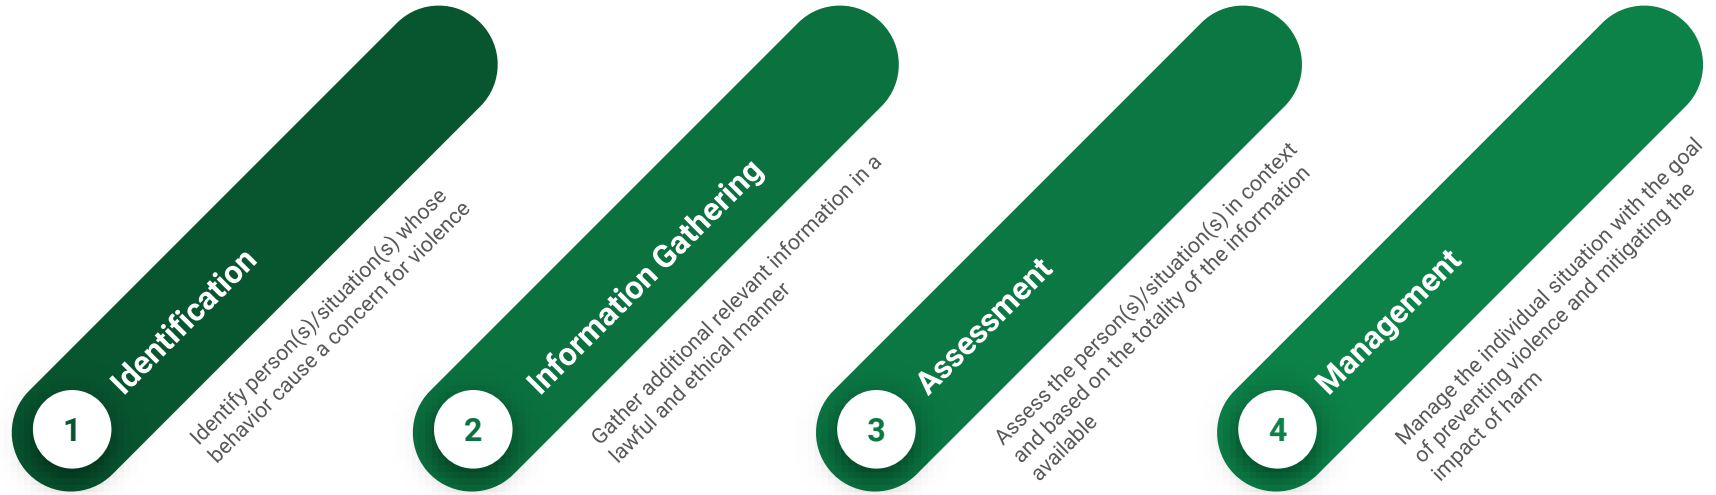 1
Identification
Identify person(s)/situation(s) whose
behavior cause a concern for violence
2
Information Gathering
Gather additional relevant information in a
lawful and ethical manner
3
Assessment
Assess the person(s)/situation(s) in context
and based on the totality of the information
available
4
Management
Manage the individual situation with the goal
of preventing violence and mitigating the
impact of harm